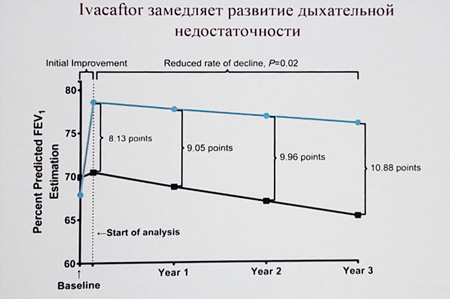 Ivacaftor замедляет развитие дыхательной
недостаточности
Initial Improvement
Reduced rate of decline, P=0.02
80
75
70
65
60
Percent Predicted FEV1
Estimation
8.13 points
9.05 points
9.96 points
10.88 points
←Start of analysis
Baseline
Year 1
Year 2
Year 3